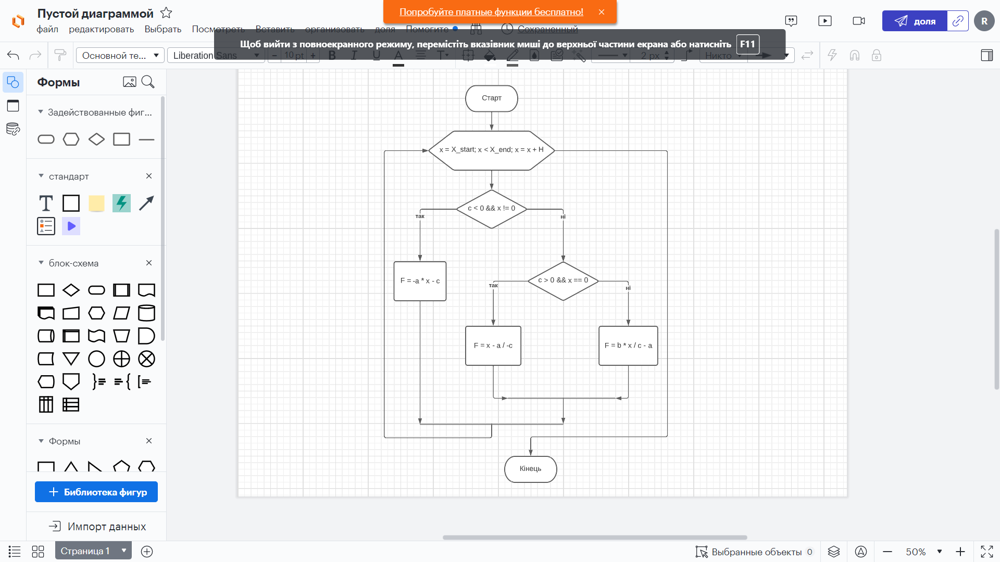 Попробуйте платные функции бесплатно!
Пустой диаграммой
файл редактировать Выбрать Посмотреть Вставить организовать доля Помогите Сохраненный
доля
R
Щоб вийти з повноекранного режиму, перемістіть вказівник миші до верхньої частини екрана або натисніть F11
Основной те... Liberation Sans 10 pt B I U A T 2 px Никто
Формы
Задействованные фиг...
стандарт
T
блок-схема
Формы
Библиотека фигур
Импорт данных
Старт
x = X_start; x < X_end; x = x + H
c < 0 && x != 0
так
ні
F = -a * x - c
c > 0 && x == 0
так
ні
F = x - a / -c
F = b * x / c - a
Кінець
Страница 1
Выбранные объекты 0
50%